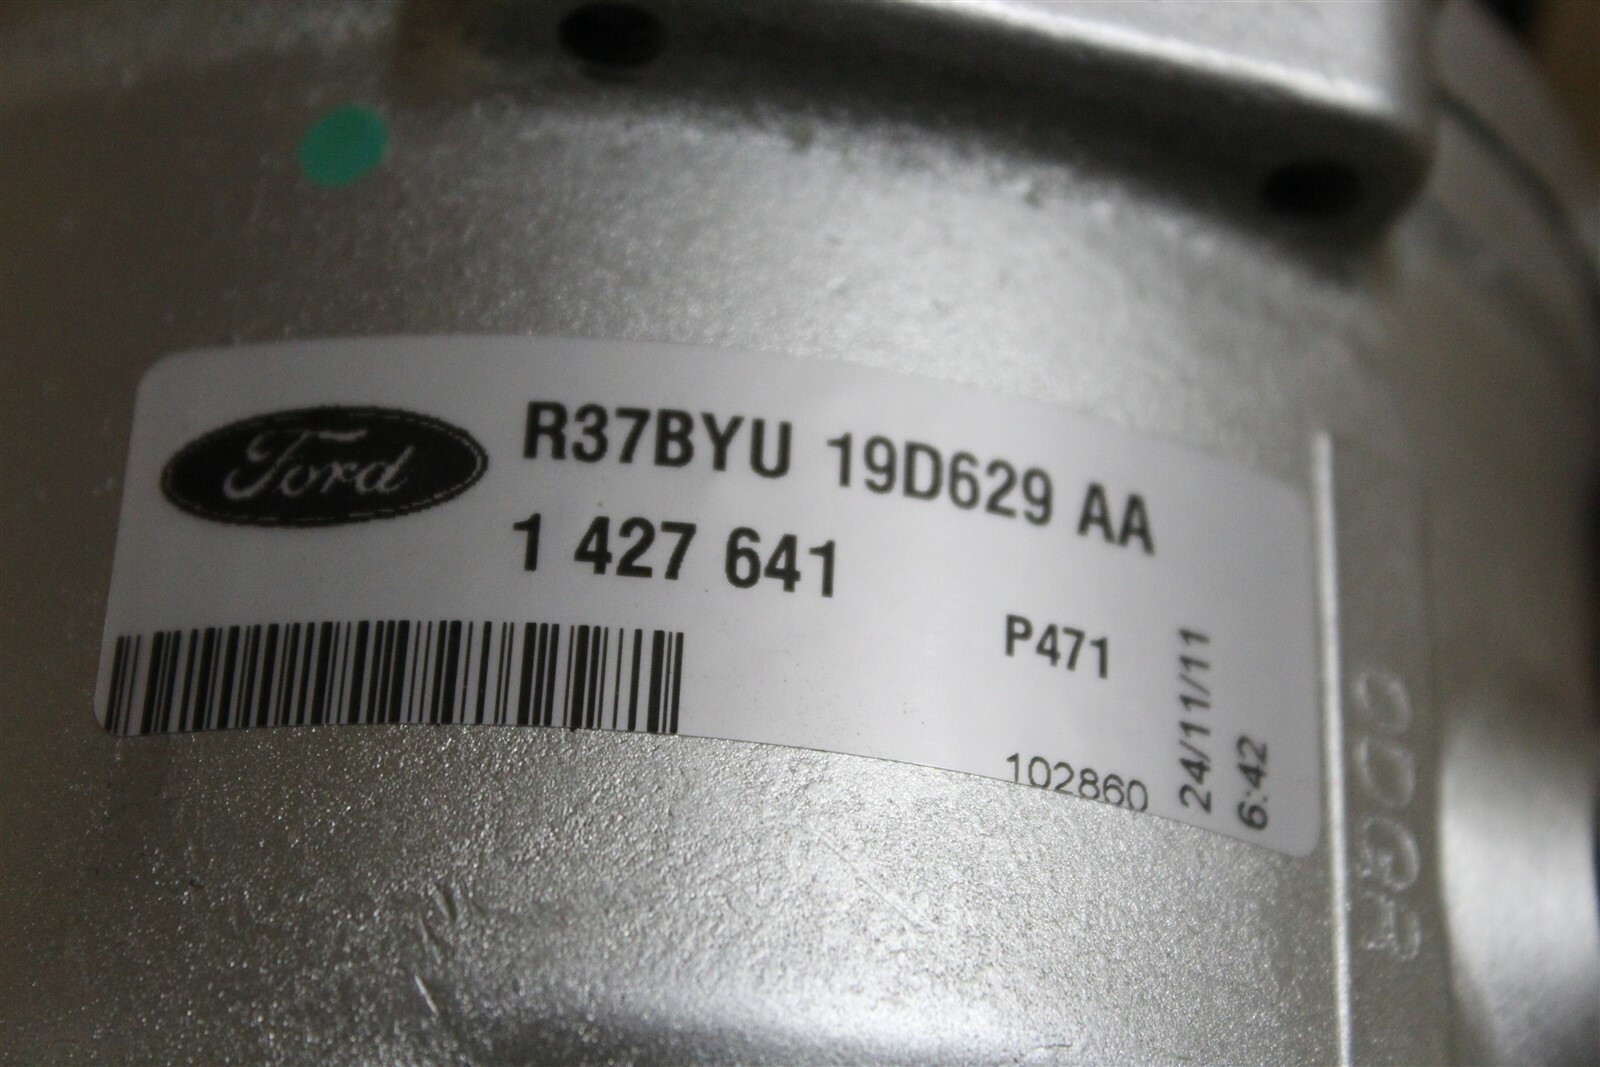 Ford
R37BYU 19D629 AA
1 427 641
P471
102860
24/11/11
6:42